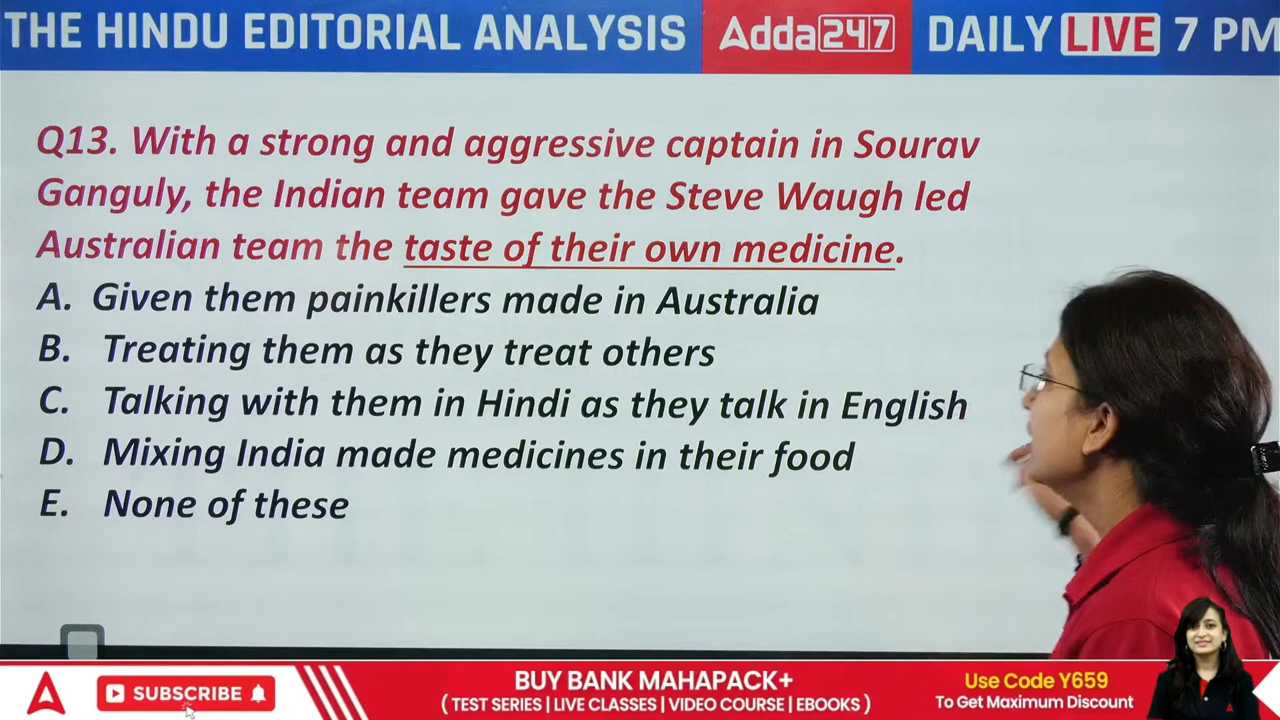 THE HINDU EDITORIAL ANALYSIS Adda247 DAILY LIVE 7 PM
Q13. With a strong and aggressive captain in Sourav
Ganguly, the Indian team gave the Steve Waugh led
Australian team the taste of their own medicine.
A. Given them painkillers made in Australia
B. Treating them as they treat others
C. Talking with them in Hindi as they talk in English
D. Mixing India made medicines in their food
E. None of these
SUBSCRIBE
BUY BANK MAHAPACK+
( TEST SERIES | LIVE CLASSES | VIDEO COURSE | EBOOKS )
Use Code Y659
To Get Maximum Discount